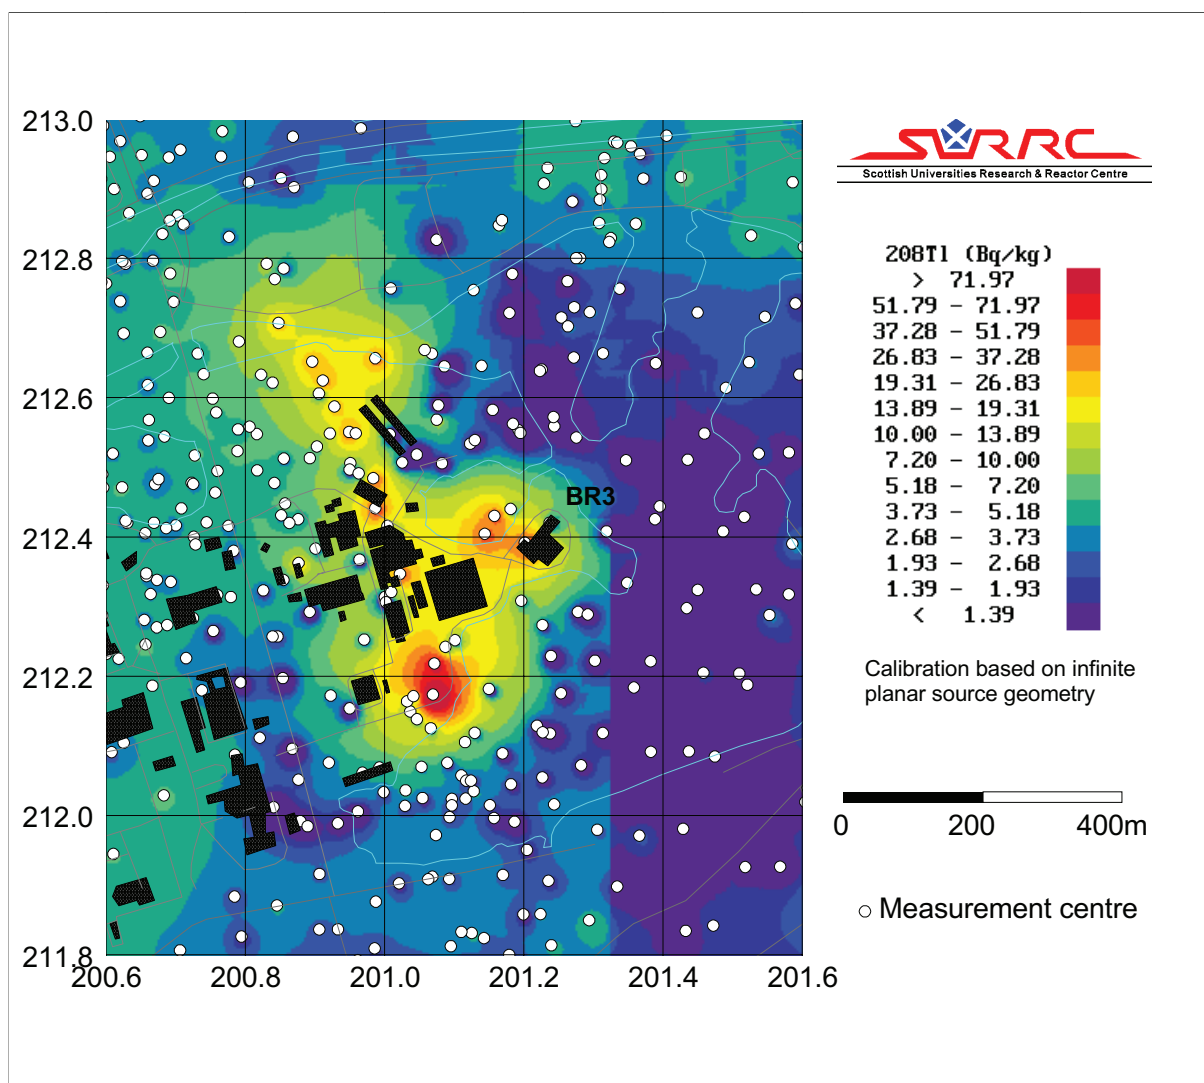 213.0
212.8
212.6
212.4
212.2
212.0
211.8
200.6
200.8
201.0
201.2
201.4
201.6
BR3
SURRC
Scottish Universities Research & Reactor Centre
208Tl (Bq/kg)
> 71.97
51.79 - 71.97
37.28 - 51.79
26.83 - 37.28
19.31 - 26.83
13.89 - 19.31
10.00 - 13.89
7.20 - 10.00
5.18 - 7.20
3.73 - 5.18
2.68 - 3.73
1.93 - 2.68
1.39 - 1.93
< 1.39
Calibration based on infinite
planar source geometry
0 200 400m
Measurement centre